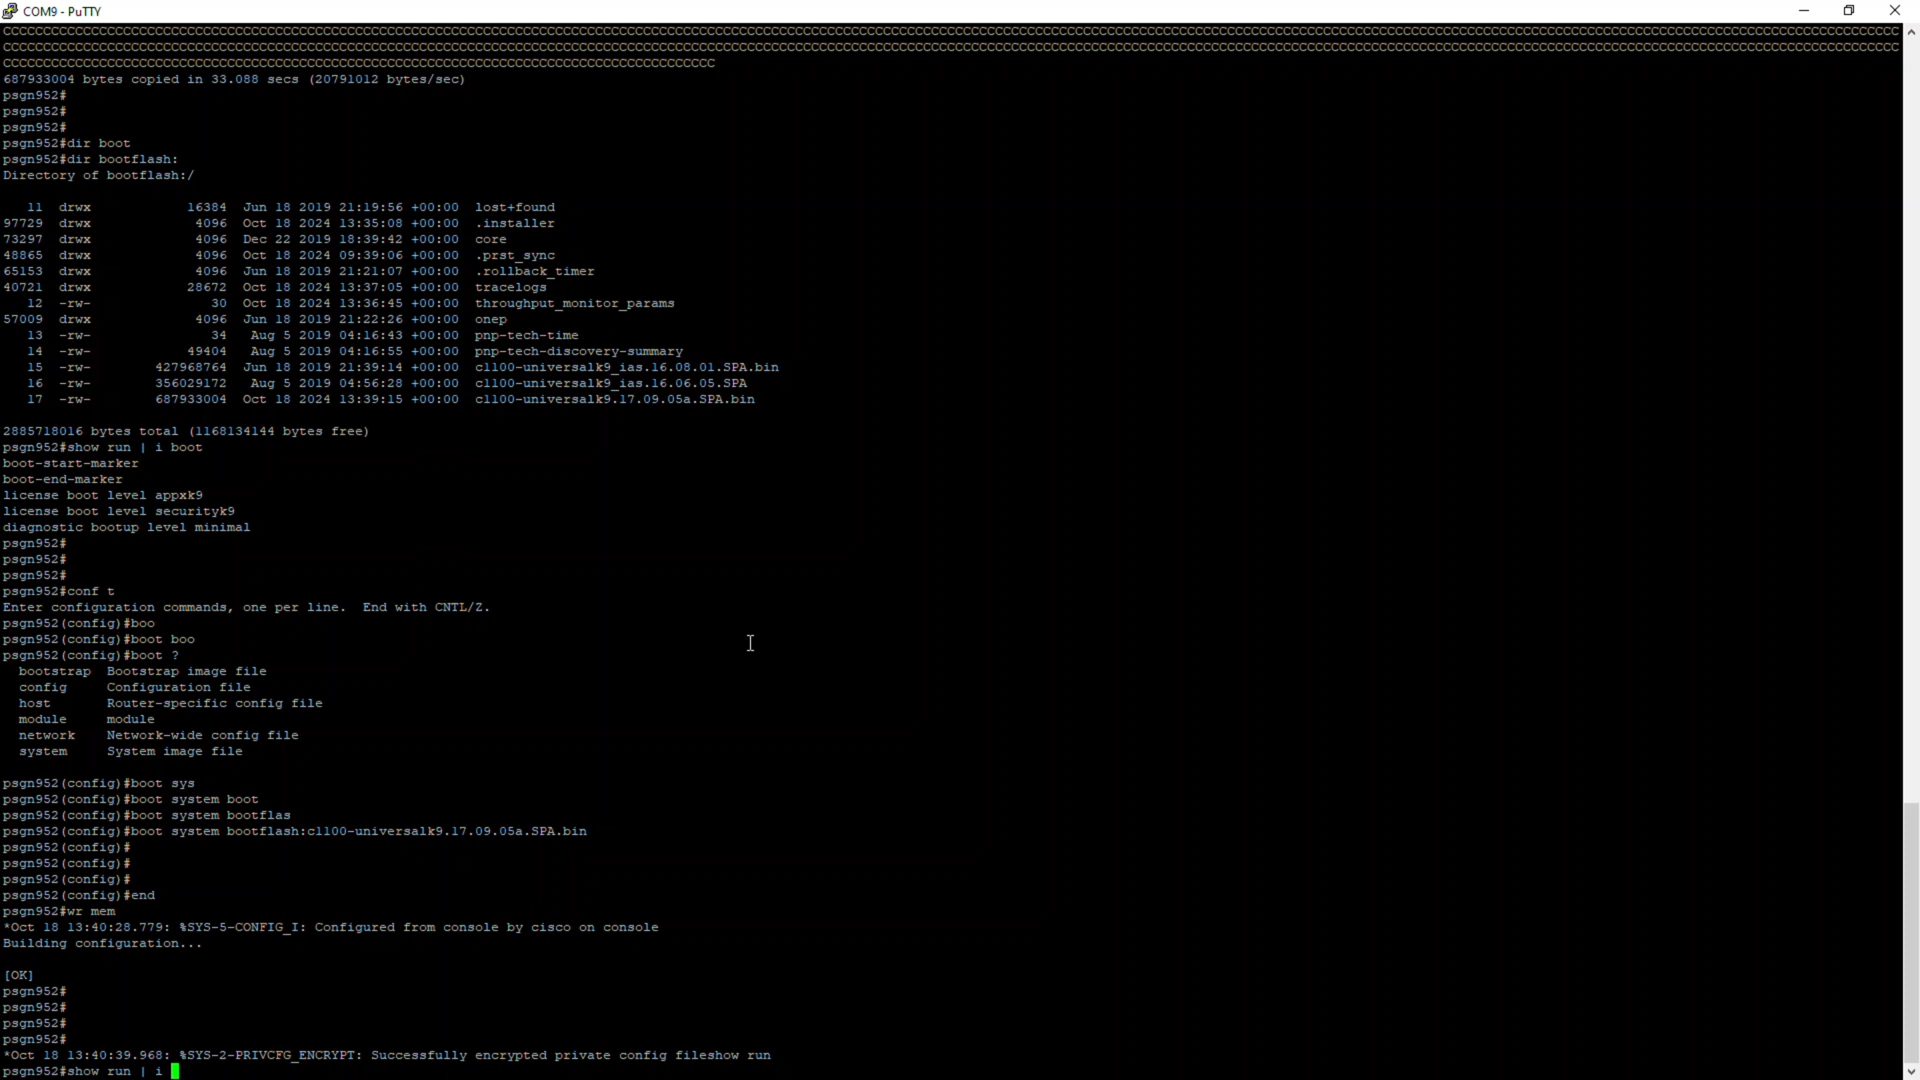 COM9 - PuTTY
687933004 bytes copied in 33.088 secs (20791012 bytes/sec)
psgn952#
psgn952#
psgn952#
psgn952#dir boot
psgn952#dir bootflash:
Directory of bootflash:/
11 drwx 16384 Jun 18 2019 21:19:56 +00:00 lost+found
97729 drwx 4096 Oct 18 2024 13:35:08 +00:00 .installer
73297 drwx 4096 Dec 22 2019 18:39:42 +00:00 core
48865 drwx 4096 Oct 18 2024 09:39:06 +00:00 .prst_sync
65153 drwx 4096 Jun 18 2019 21:21:07 +00:00 .rollback_timer
40721 drwx 28672 Oct 18 2024 13:37:05 +00:00 tracelogs
12 -rw- 30 Oct 18 2024 13:36:45 +00:00 throughput_monitor_params
57009 drwx 4096 Jun 18 2019 21:22:26 +00:00 onep
13 -rw- 34 Aug 5 2019 04:16:43 +00:00 pnp-tech-time
14 -rw- 49404 Aug 5 2019 04:16:55 +00:00 pnp-tech-discovery-summary
15 -rw- 427968764 Jun 18 2019 21:39:14 +00:00 c1100-universalk9_ias.16.08.01.SPA.bin
16 -rw- 356029172 Aug 5 2019 04:56:28 +00:00 c1100-universalk9_ias.16.06.05.SPA
17 -rw- 687933004 Oct 18 2024 13:39:15 +00:00 c1100-universalk9.17.09.05a.SPA.bin
2885718016 bytes total (1168134144 bytes free)
psgn952#show run | i boot
boot-start-marker
boot-end-marker
license boot level appxk9
license boot level securityk9
diagnostic bootup level minimal
psgn952#
psgn952#
psgn952#
psgn952#conf t
Enter configuration commands, one per line.  End with CNTL/Z.
psgn952(config)#boo
psgn952(config)#boot boo
psgn952(config)#boot ?
bootstrap Bootstrap image file
config Configuration file
host Router-specific config file
module module
network Network-wide config file
system System image file
psgn952(config)#boot sys
psgn952(config)#boot system boot
psgn952(config)#boot system bootflas
psgn952(config)#boot system bootflash:c1100-universalk9.17.09.05a.SPA.bin
psgn952(config)#
psgn952(config)#
psgn952(config)#
psgn952(config)#end
psgn952#wr mem
*Oct 18 13:40:28.779: %SYS-5-CONFIG_I: Configured from console by cisco on console
Building configuration...
[OK]
psgn952#
psgn952#
psgn952#
psgn952#
*Oct 18 13:40:39.968: %SYS-2-PRIVCFG_ENCRYPT: Successfully encrypted private config fileshow run
psgn952#show run | i